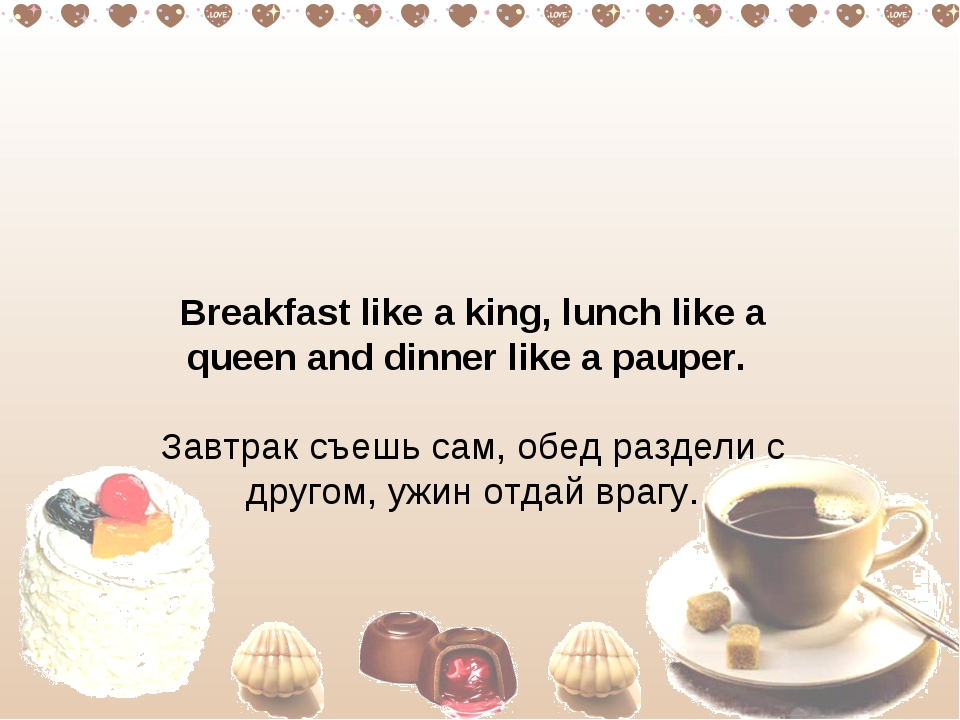 Breakfast like a king, lunch like a
queen and dinner like a pauper.
Завтрак съешь сам, обед раздели с
другом, ужин отдай врагу.